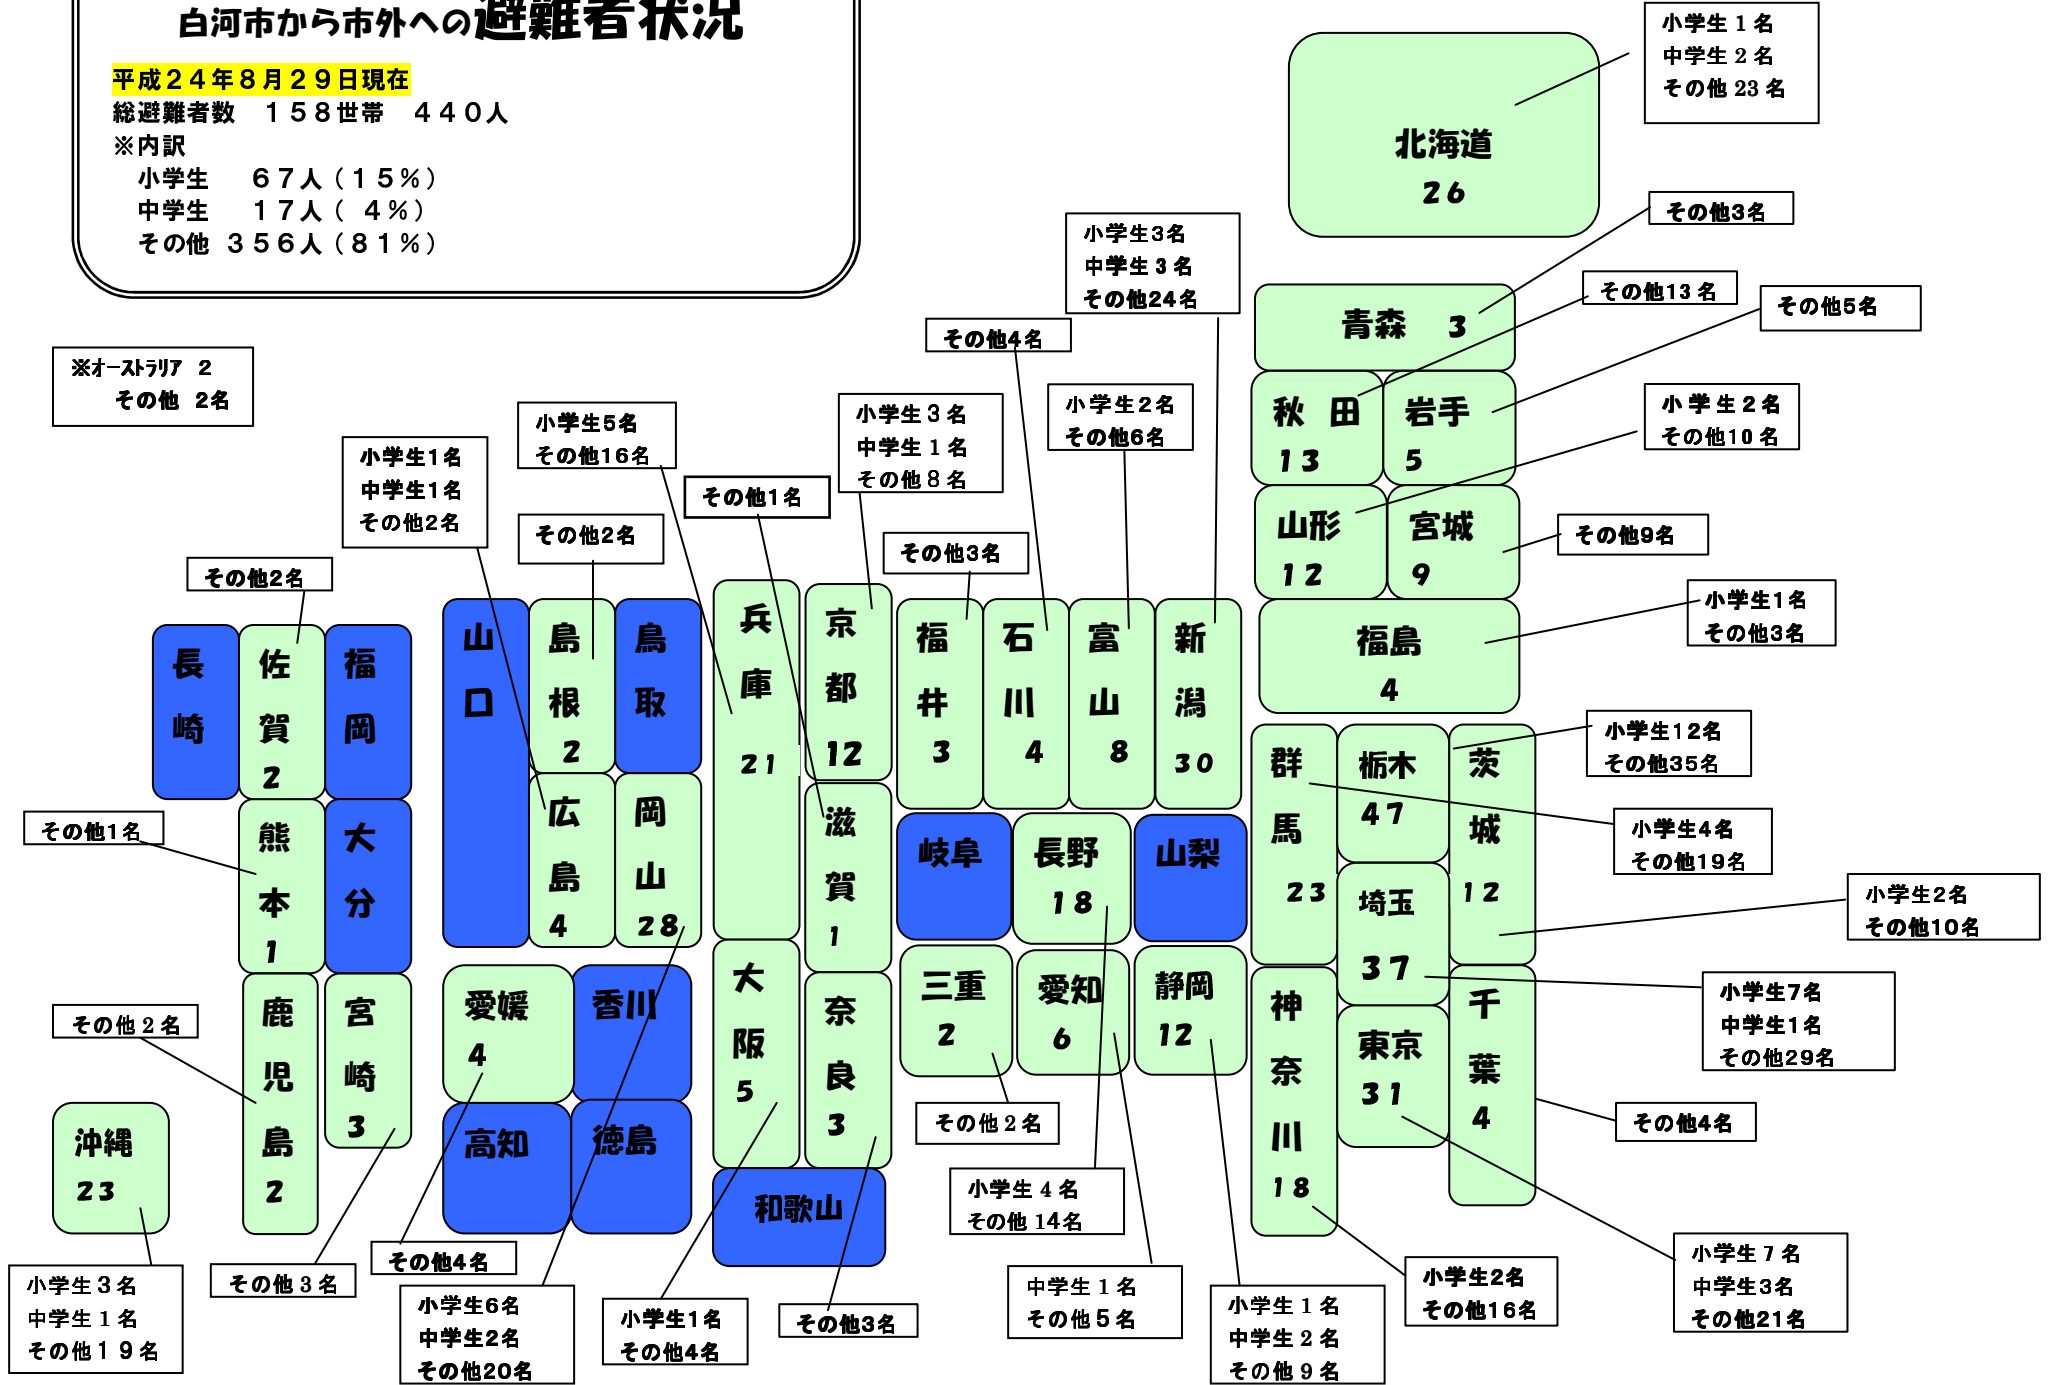 白河市から市外への避難者状況
平成２４年８月２９日現在
総避難者数　１５８世帯　４４０人
※内訳
小学生　　６７人（１５％）
中学生　　１７人（　４％）
その他　３５６人（８１％）
※オーストラリア　2
その他　2名
小学生 1 名
中学生 2 名
その他 23 名
北海道
26
その他3名
青森　3
その他13 名
秋　田
13
その他5名
岩手
5
小 学 生 2 名
その他10 名
山形
12
その他9名
宮城
9
小学生1名
その他3名
福島
4
小学生3名
中学生 3 名
その他24名
新潟
30
小学生2名
その他6名
富山
8
その他4名
石川
4
その他3名
福井
3
小学生 3 名
中学生 1 名
その他 8 名
京都
12
その他1名
滋賀
1
小学生5名
その他16名
兵庫
21
その他2名
島根
2
鳥取
山口
小学生1名
中学生1名
その他2名
広島
4
岡山
28
小学生6名
中学生2名
その他20名
その他2名
佐賀
2
長崎
福岡
その他1名
熊本
1
大分
その他 2 名
鹿児島
2
宮崎
3
その他 3 名
沖縄
23
小学生 3 名
中学生 1 名
その他 1 9 名
愛媛
4
その他4名
香川
高知
徳島
大阪
5
小学生1名
その他4名
奈良
3
その他3名
和歌山
岐阜
長野
18
小学生 4 名
その他 14名
山梨
三重
2
その他 2 名
愛知
6
中学生 1 名
その他 5 名
静岡
12
小学生 1 名
中学生 2 名
その他 9 名
群馬
23
小学生4名
その他19名
栃木
47
小学生12名
その他35名
茨城
12
小学生2名
その他10名
埼玉
37
小学生7名
中学生1名
その他29名
東京
31
小学生 7 名
中学生3名
その他21名
千葉
4
その他4名
神奈川
18
小学生2名
その他16名